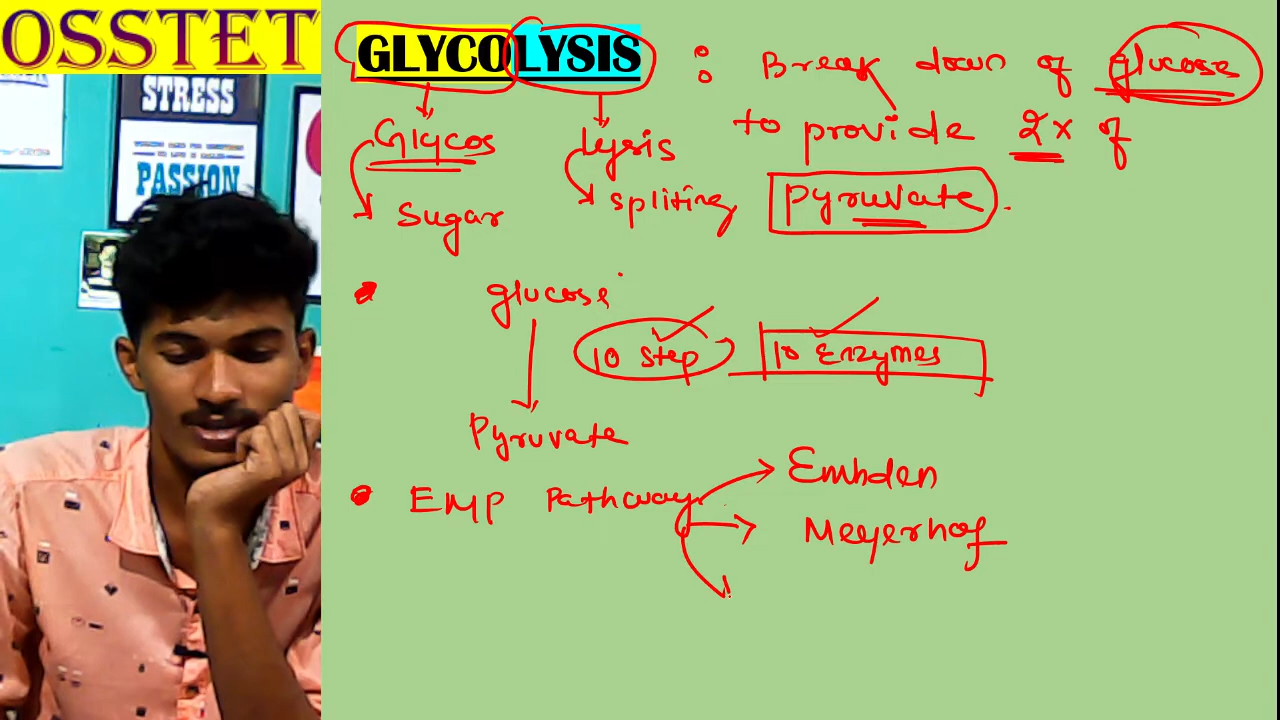 OSSTET
GLYCOLYSIS : Break down of glucose
to provide 2x of
Pyruvate.
Glycos
Sugar
Lysis
spliting
STRESS
PASSION
• glucose
10 Step 10 Enzymes
Pyruvate
• EMP Pathway
Embden
Meyerhof